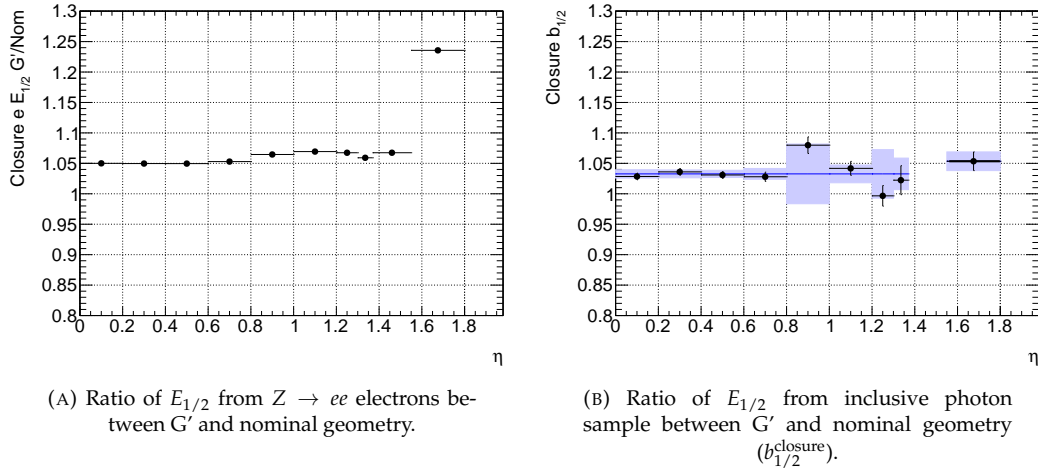 Closure e E1/2 G'/Nom
1.3
1.25
1.2
1.15
1.1
1.05
1
0.95
0.9
0.85
0.8
0 0.2 0.4 0.6 0.8 1 1.2 1.4 1.6 1.8
η
(A) Ratio of E1/2 from Z → ee electrons be-
tween G' and nominal geometry.
Closure b1/2
1.3
1.25
1.2
1.15
1.1
1.05
1
0.95
0.9
0.85
0.8
0 0.2 0.4 0.6 0.8 1 1.2 1.4 1.6 1.8
η
(B) Ratio of E1/2 from inclusive photon
sample between G' and nominal geometry
(b1/2^closure).